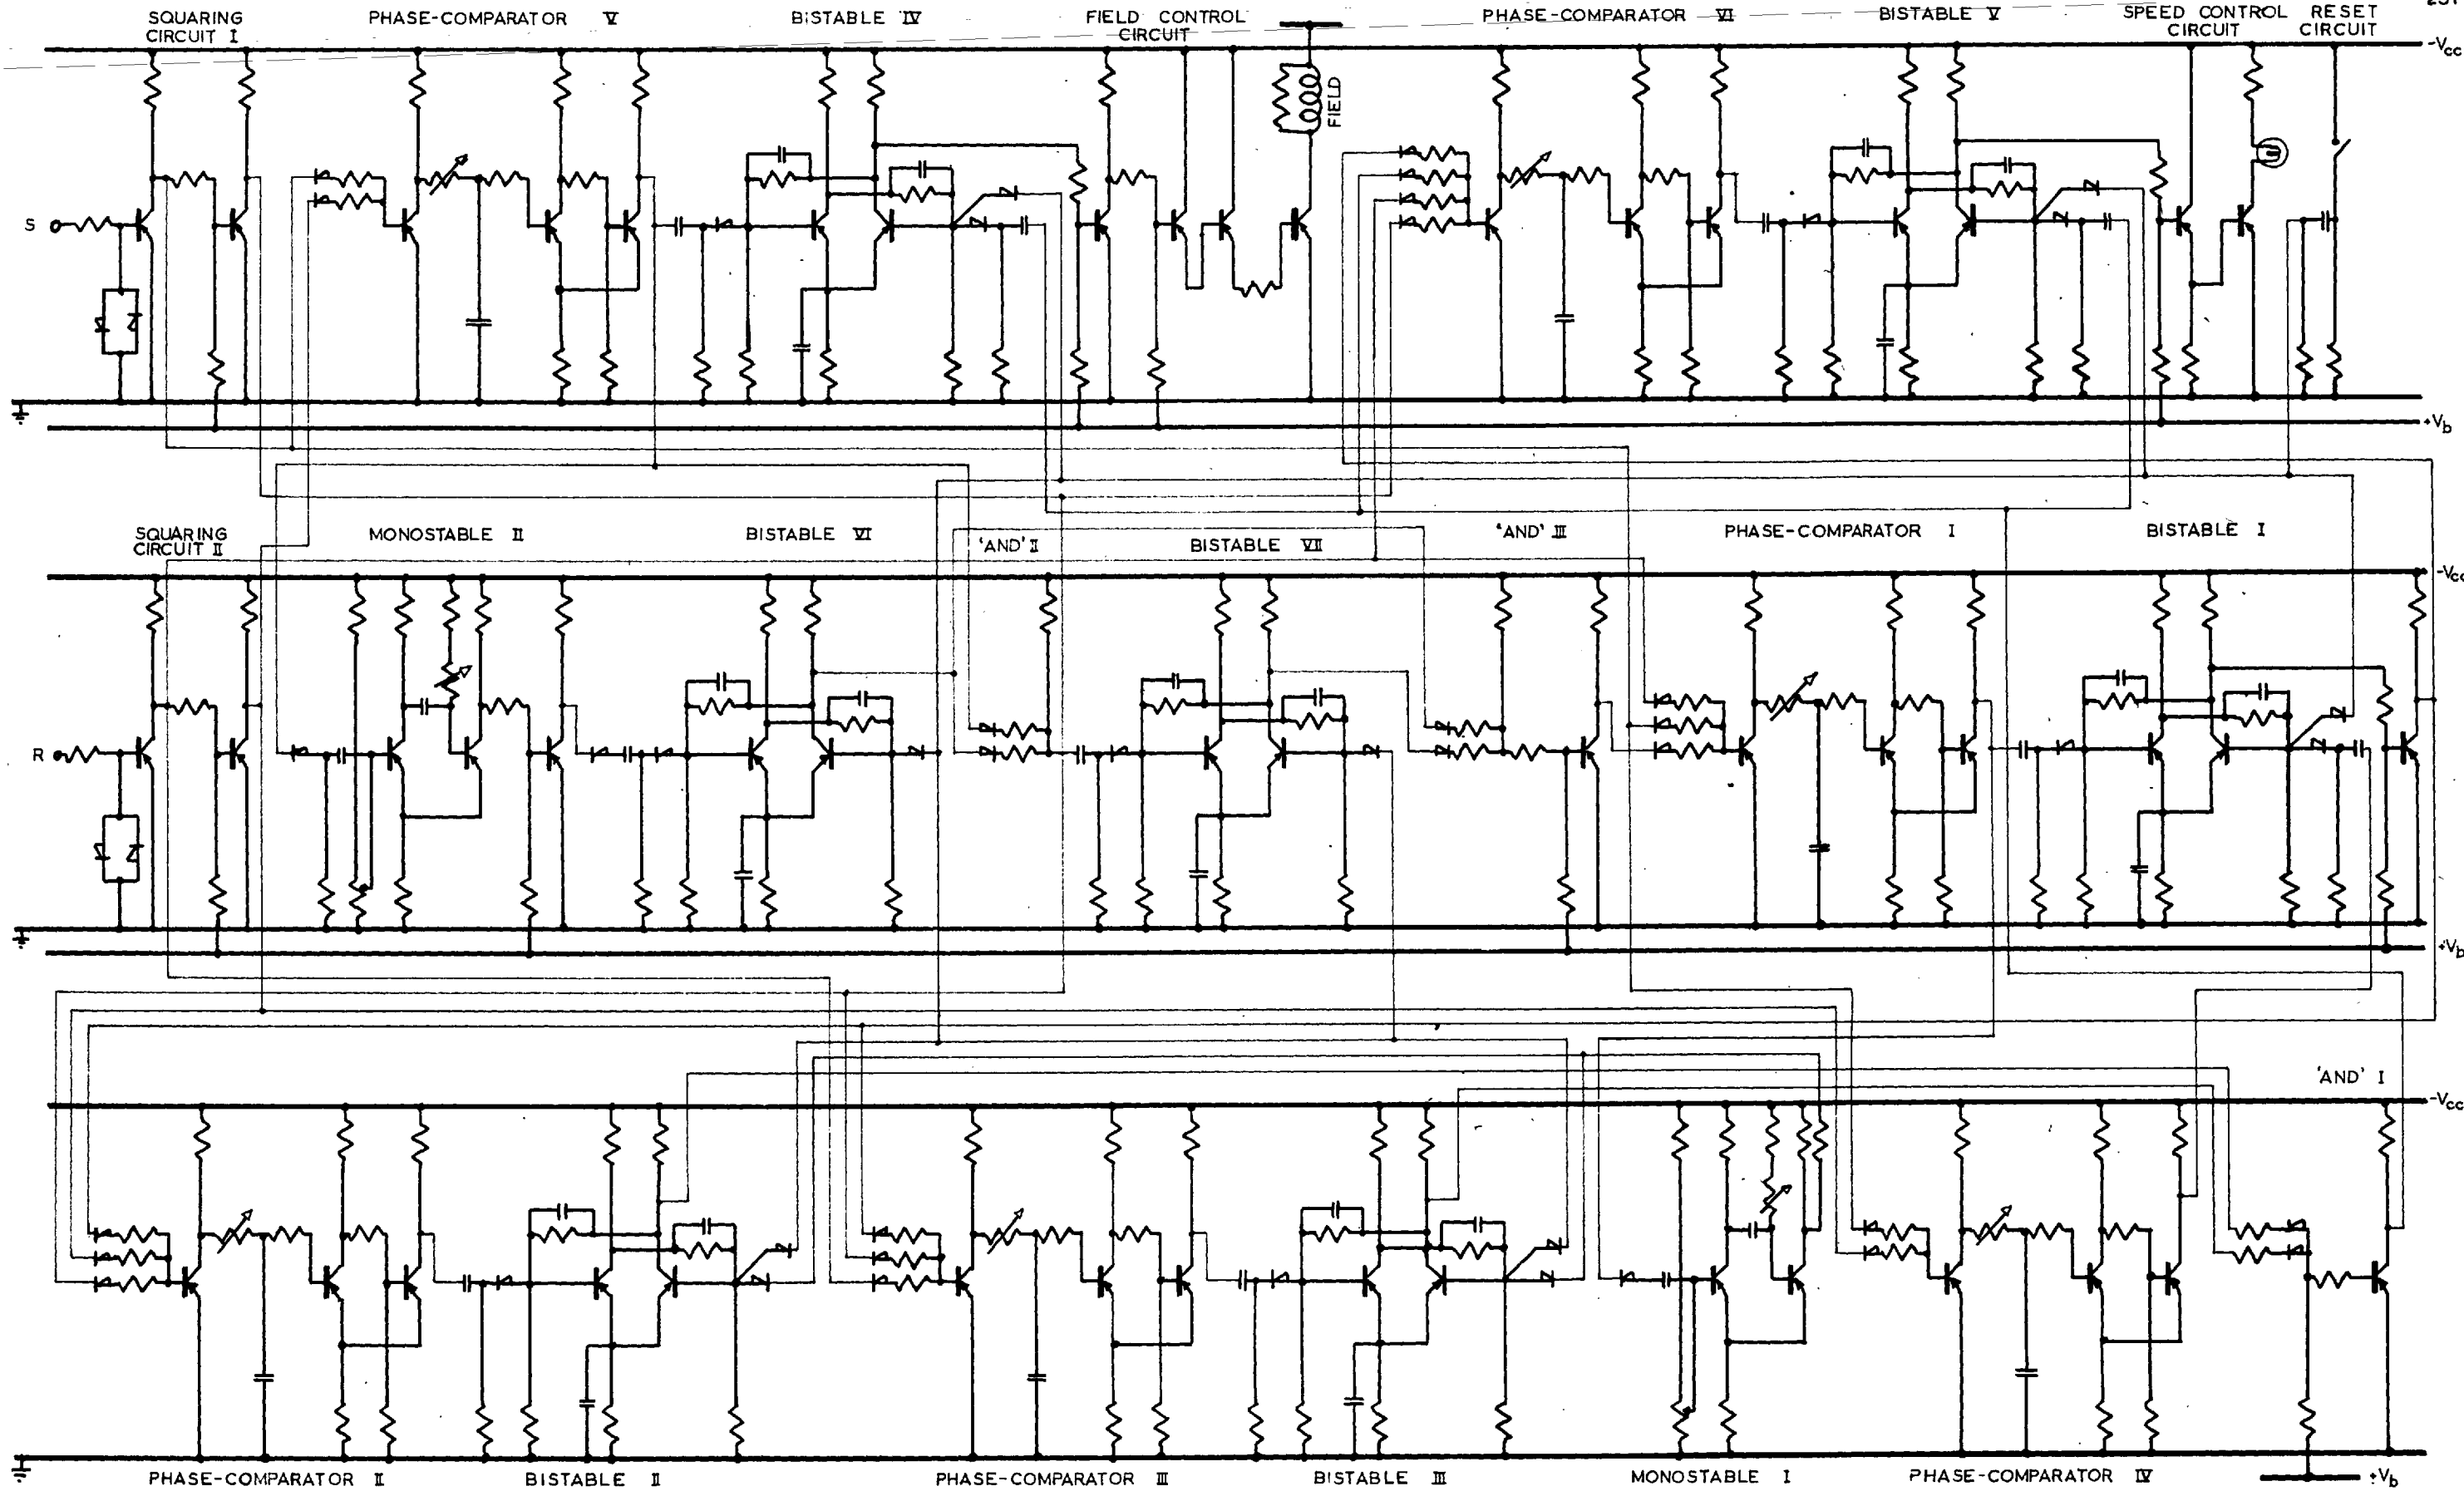 SQUARING CIRCUIT I
PHASE-COMPARATOR V
BISTABLE IV
FIELD CONTROL CIRCUIT
PHASE-COMPARATOR VI
BISTABLE V
SPEED CONTROL CIRCUIT
RESET CIRCUIT
-Vcc
FIELD
S
+Vb
SQUARING CIRCUIT II
MONOSTABLE II
BISTABLE VI
'AND' II
BISTABLE VII
'AND' III
PHASE-COMPARATOR I
BISTABLE I
-Vcc
R
+Vb
'AND' I
-Vcc
PHASE-COMPARATOR II
BISTABLE II
PHASE-COMPARATOR III
BISTABLE III
MONOSTABLE I
PHASE-COMPARATOR IV
+Vb